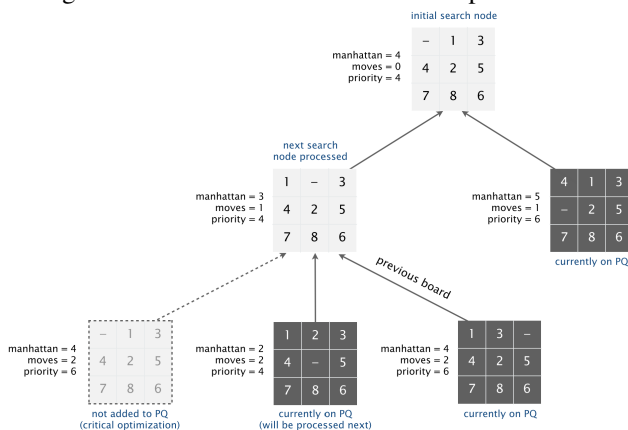 initial search node
manhattan = 4
moves = 0
priority = 4
– 1 3
4 2 5
7 8 6
next search
node processed
manhattan = 3
moves = 1
priority = 4
1 – 3
4 2 5
7 8 6
manhattan = 5
moves = 1
priority = 6
4 1 3
– 2 5
7 8 6
currently on PQ
previous board
manhattan = 4
moves = 2
priority = 6
– 1 3
4 2 5
7 8 6
not added to PQ
(critical optimization)
manhattan = 2
moves = 2
priority = 4
1 2 3
4 – 5
7 8 6
currently on PQ
(will be processed next)
manhattan = 4
moves = 2
priority = 6
1 3 –
4 2 5
7 8 6
currently on PQ